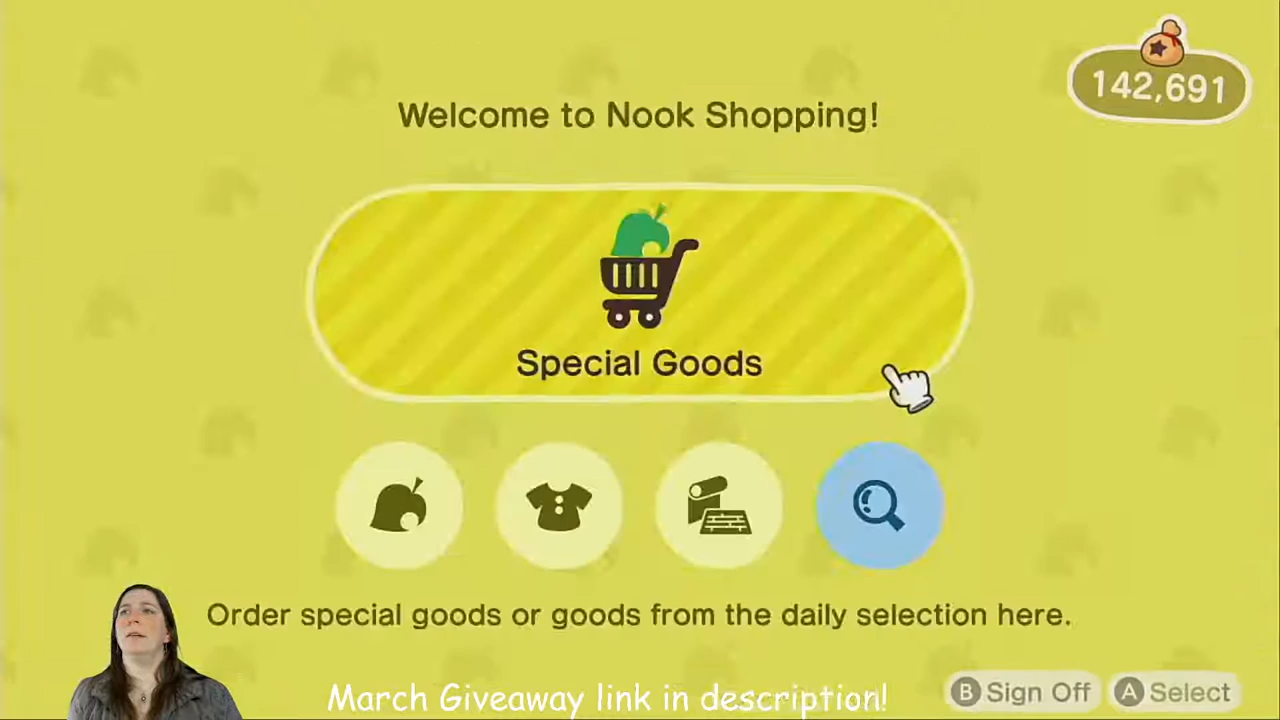 142,691
Welcome to Nook Shopping!
Special Goods
Order special goods or goods from the daily selection here.
March Giveaway link in description!
B Sign Off A Select